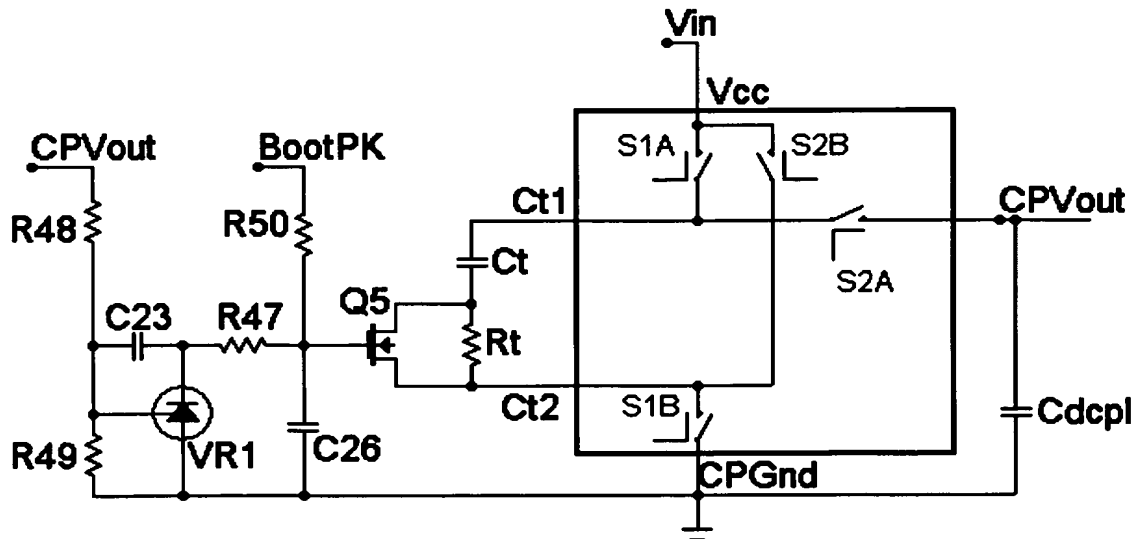 Vin
Vcc
CPVout
BootPK
S1A
S2B
Ct1
CPVout
R48
R50
Ct
S2A
Q5
C23
R47
Rt
Ct2
S1B
Cdcpl
R49
VR1
C26
CPGnd